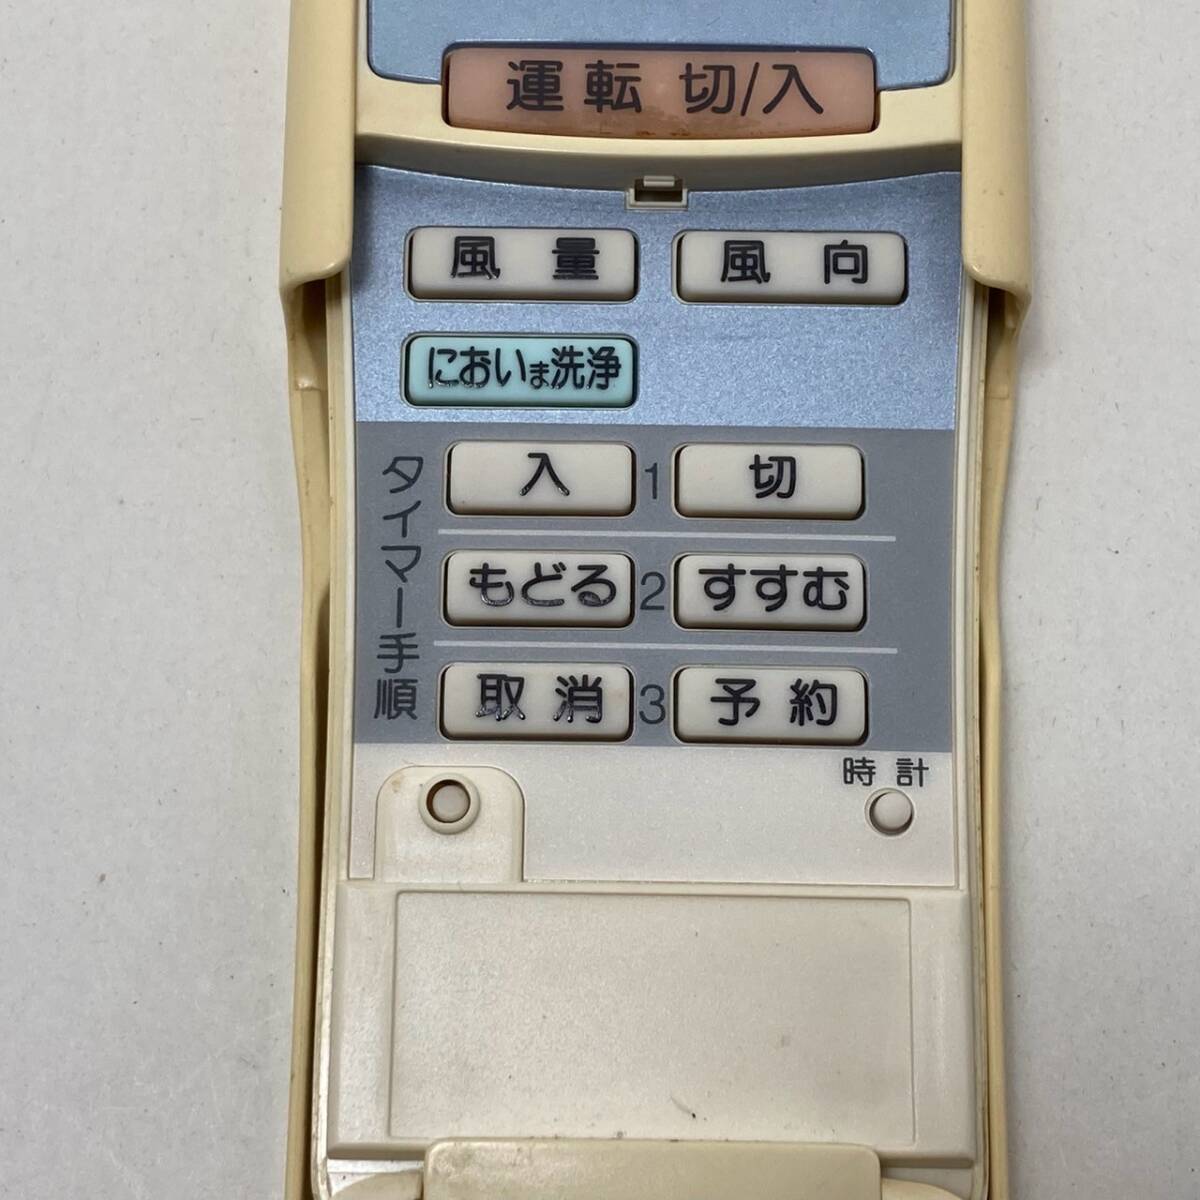 運転 切/入
風量 風向
におい洗浄
タイマー手順
入 1 切
もどる 2 すすむ
取消 3 予約
時計